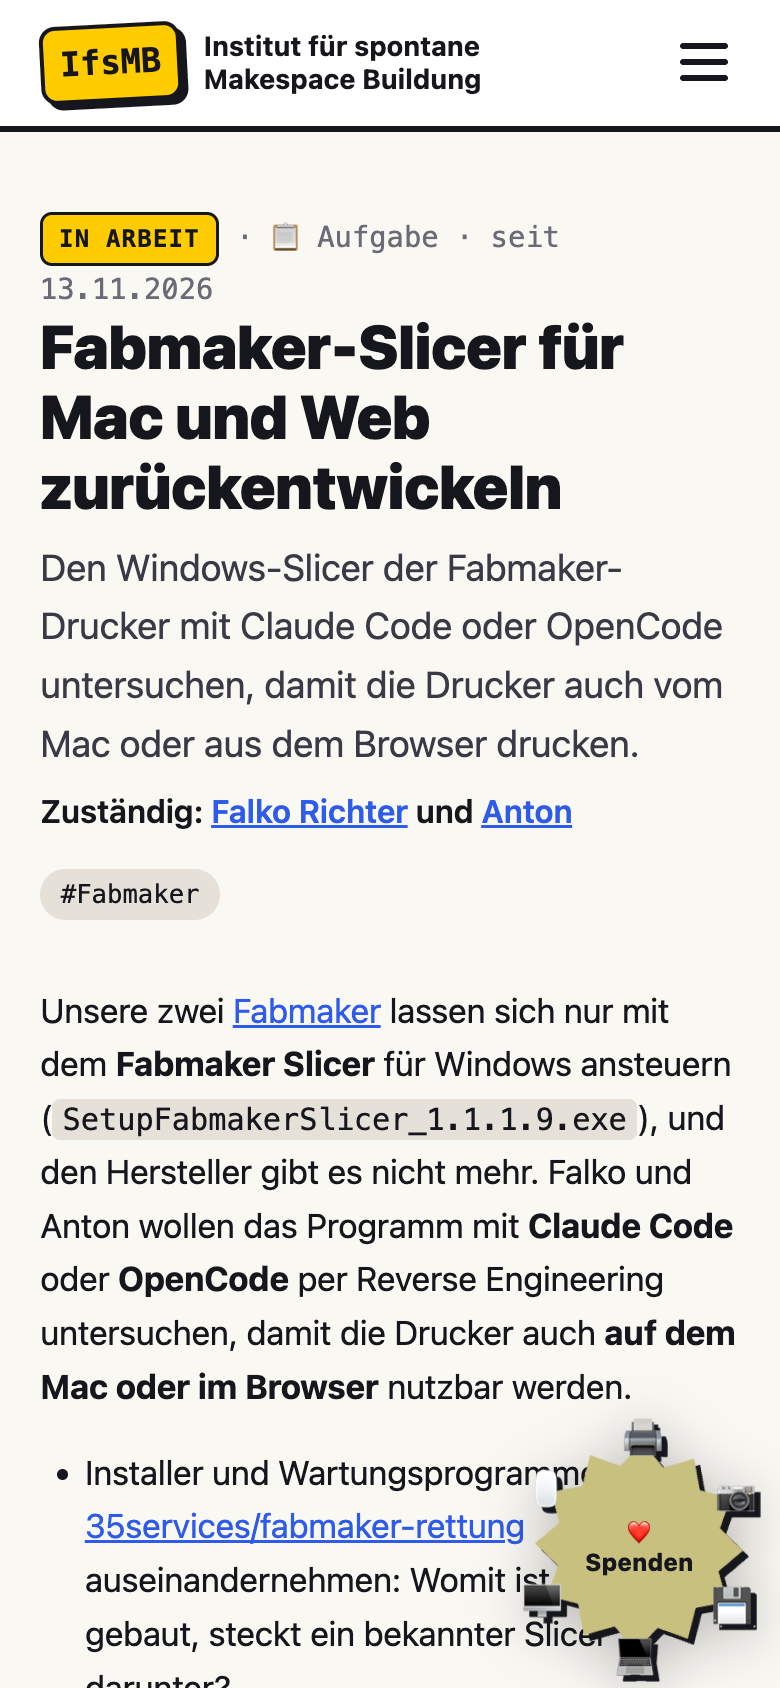 IfsMB
Institut für spontane
Makespace Buildung
IN ARBEIT · 📋 Aufgabe · seit
13.11.2026
Fabmaker-Slicer für
Mac und Web
zurückentwickeln
Den Windows-Slicer der Fabmaker-
Drucker mit Claude Code oder OpenCode
untersuchen, damit die Drucker auch vom
Mac oder aus dem Browser drucken.
Zuständig: Falko Richter und Anton
#Fabmaker
Unsere zwei Fabmaker lassen sich nur mit
dem Fabmaker Slicer für Windows ansteuern
(SetupFabmakerSlicer_1.1.1.9.exe), und
den Hersteller gibt es nicht mehr. Falko und
Anton wollen das Programm mit Claude Code
oder OpenCode per Reverse Engineering
untersuchen, damit die Drucker auch auf dem
Mac oder im Browser nutzbar werden.
• Installer und Wartungsprogramme
35services/fabmaker-rettung
auseinandernehmen: Womit ist
gebaut, steckt ein bekannter Slicer
darunter?
❤️
Spenden